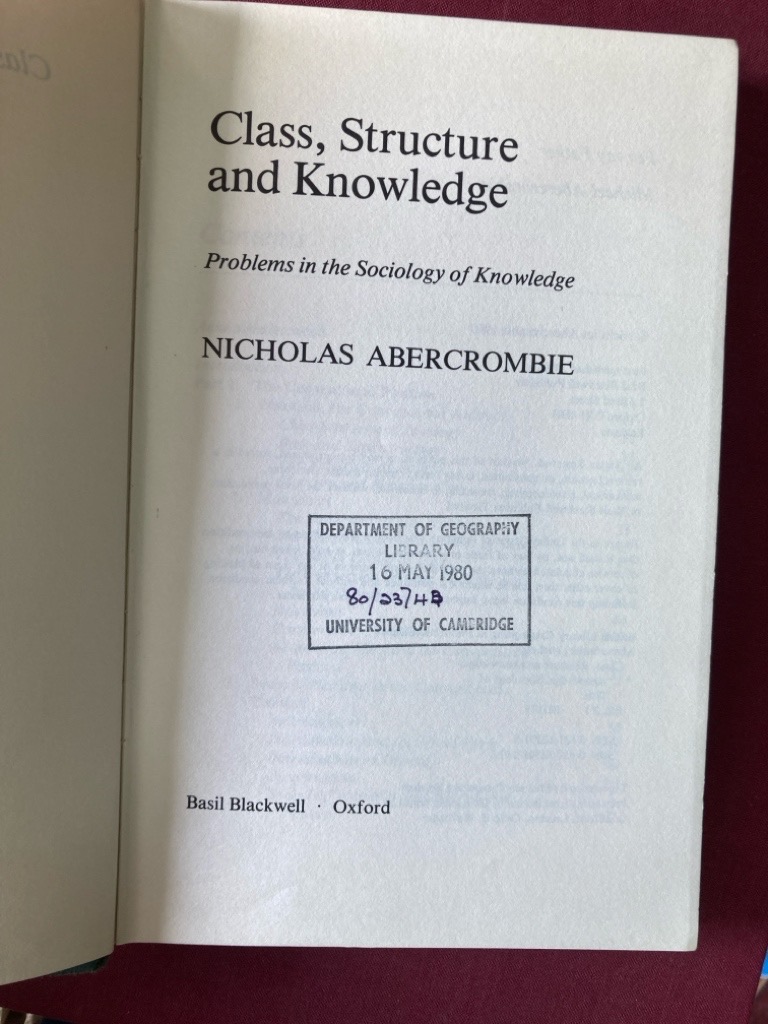 Class, Structure
and Knowledge
Problems in the Sociology of Knowledge
NICHOLAS ABERCROMBIE
DEPARTMENT OF GEOGRAPHY
LIBRARY
16 MAY 1980
UNIVERSITY OF CAMBRIDGE
Basil Blackwell · Oxford